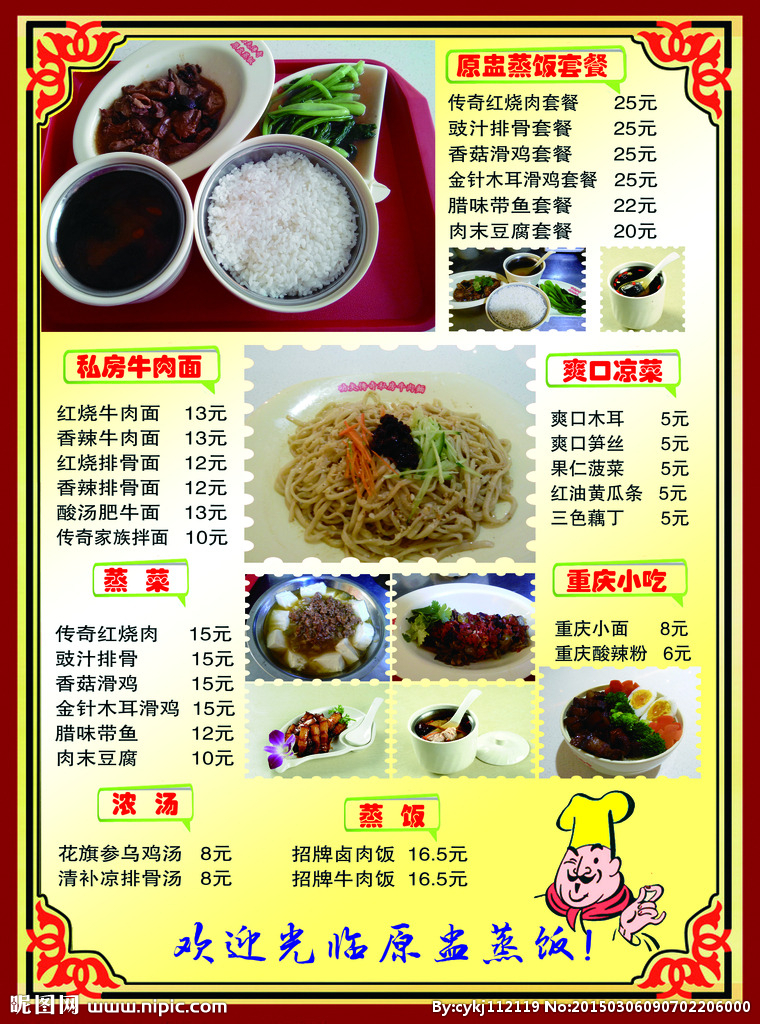 原盅蒸饭套餐
传奇红烧肉套餐 25元
豉汁排骨套餐 25元
香菇滑鸡套餐 25元
金针木耳滑鸡套餐 25元
腊味带鱼套餐 22元
肉末豆腐套餐 20元
私房牛肉面
红烧牛肉面 13元
香辣牛肉面 13元
红烧排骨面 12元
香辣排骨面 12元
酸汤肥牛面 13元
传奇家族拌面 10元
爽口凉菜
爽口木耳 5元
爽口笋丝 5元
果仁菠菜 5元
红油黄瓜条 5元
三色藕丁 5元
蒸 菜
传奇红烧肉 15元
豉汁排骨 15元
香菇滑鸡 15元
金针木耳滑鸡 15元
腊味带鱼 12元
肉末豆腐 10元
重庆小吃
重庆小面 8元
重庆酸辣粉 6元
浓 汤
花旗参乌鸡汤 8元
清补凉排骨汤 8元
蒸 饭
招牌卤肉饭 16.5元
招牌牛肉饭 16.5元
欢迎光临原盅蒸饭!
昵图网 www.nipic.com
By:cykj112119 No:20150306090702206000